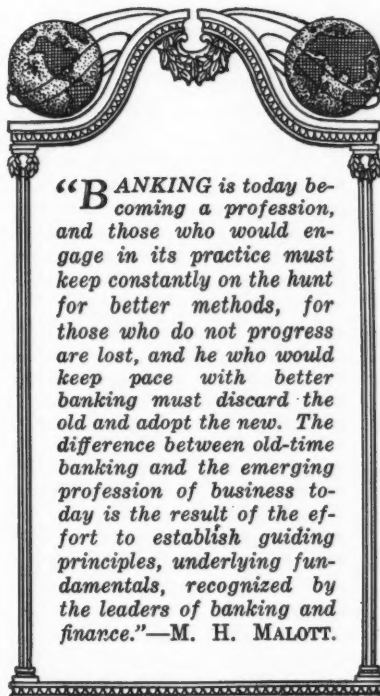 “BANKING is today be-
coming a profession,
and those who would en-
gage in its practice must
keep constantly on the hunt
for better methods, for
those who do not progress
are lost, and he who would
keep pace with better
banking must discard the
old and adopt the new. The
difference between old-time
banking and the emerging
profession of business to-
day is the result of the ef-
fort to establish guiding
principles, underlying fun-
damentals, recognized by
the leaders of banking and
finance.”—M. H. MALOTT.